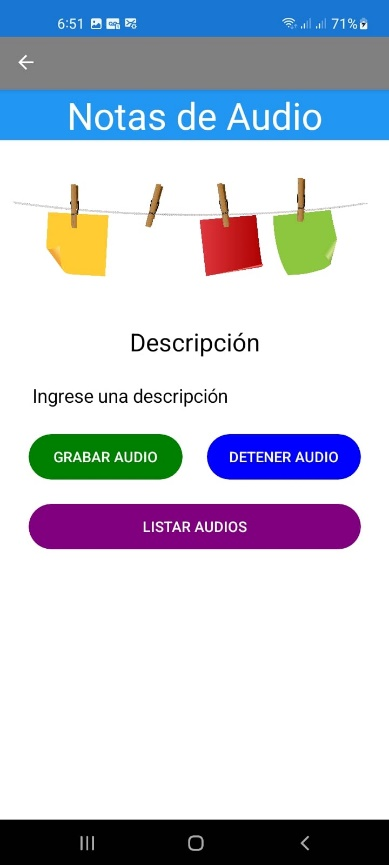 6:51
71%
Notas de Audio
Descripción
Ingrese una descripción
GRABAR AUDIO
DETENER AUDIO
LISTAR AUDIOS